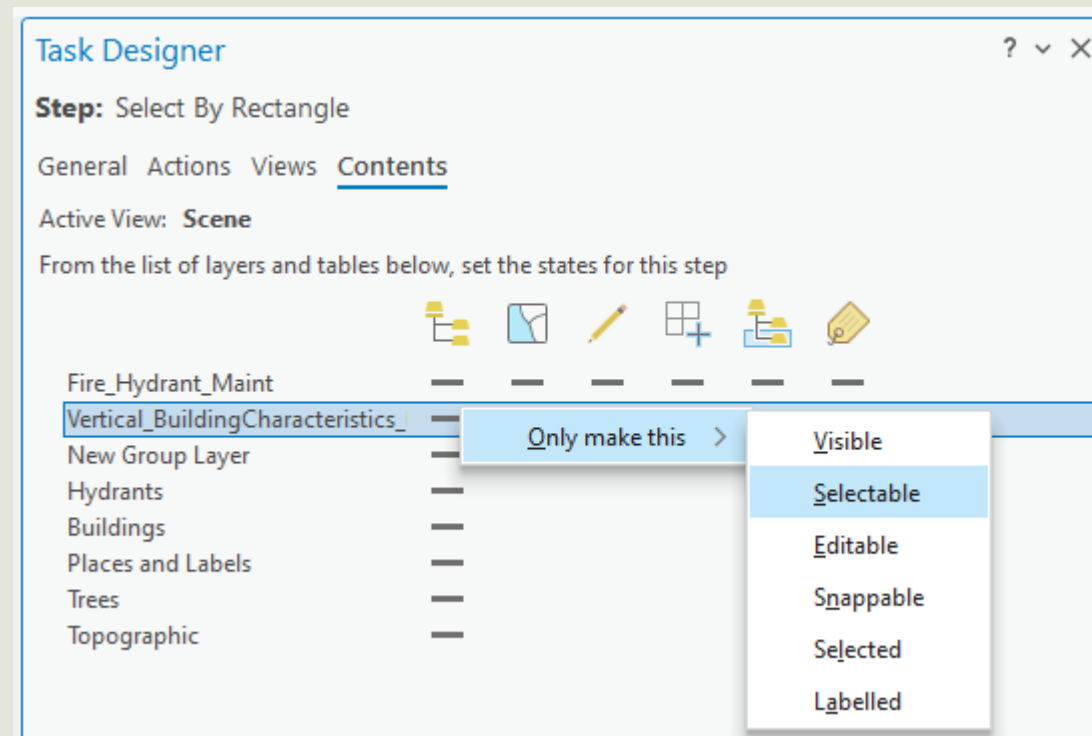 Task Designer ?
Step: Select By Rectangle
General Actions Views Contents
Active View: Scene
From the list of layers and tables below, set the states for this step
Fire_Hydrant_Maint
Vertical_BuildingCharacteristics_
Only make this
New Group Layer
Hydrants
Buildings
Places and Labels
Trees
Topographic
Visible
Selectable
Editable
Snappable
Selected
Labelled